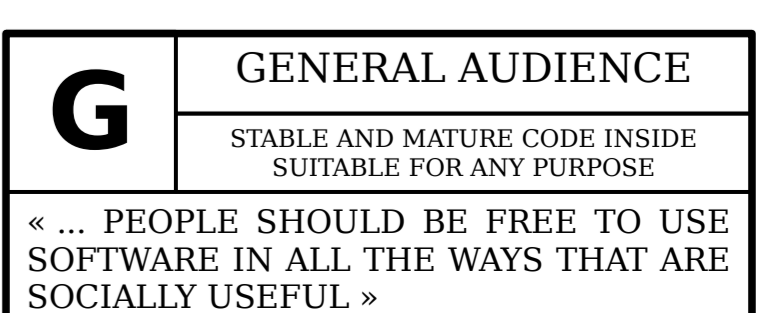 G
GENERAL AUDIENCE
STABLE AND MATURE CODE INSIDE
SUITABLE FOR ANY PURPOSE
« ... PEOPLE SHOULD BE FREE TO USE
SOFTWARE IN ALL THE WAYS THAT ARE
SOCIALLY USEFUL »